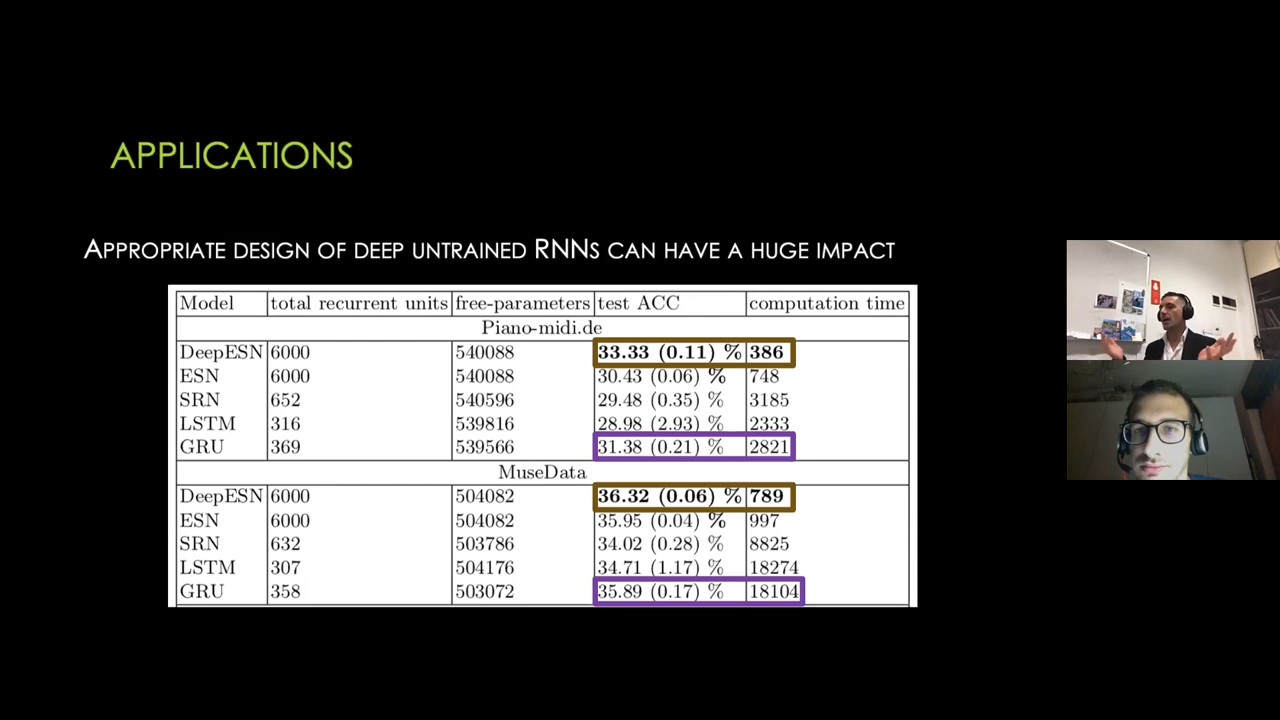 APPLICATIONS
APPROPRIATE DESIGN OF DEEP UNTRAINED RNNS CAN HAVE A HUGE IMPACT
Model total recurrent units free-parameters test ACC computation time
Piano-midi.de
DeepESN 6000 540088 33.33 (0.11) % 386
ESN 6000 540088 30.43 (0.06) % 748
SRN 652 540596 29.48 (0.35) % 3185
LSTM 316 539816 28.98 (2.93) % 2333
GRU 369 539566 31.38 (0.21) % 2821
MuseData
DeepESN 6000 504082 36.32 (0.06) % 789
ESN 6000 504082 35.95 (0.04) % 997
SRN 632 503786 34.02 (0.28) % 8825
LSTM 307 504176 34.71 (1.17) % 18274
GRU 358 503072 35.89 (0.17) % 18104